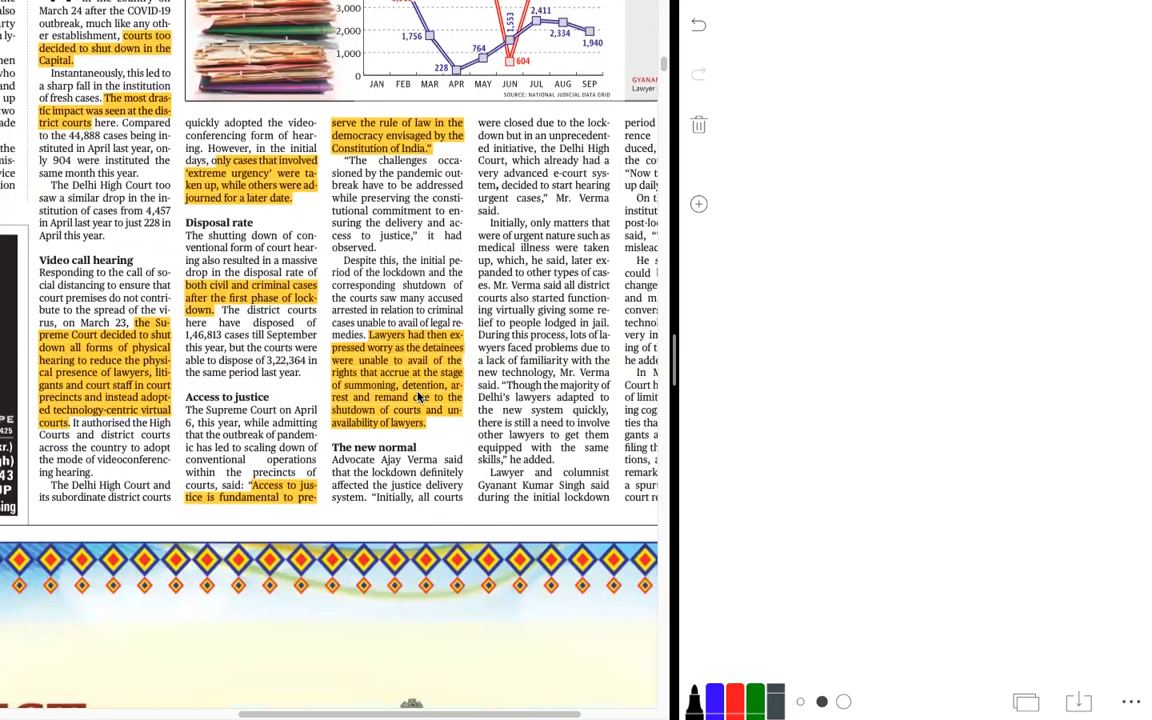 March 24 after the COVID-19
outbreak, much like any oth-
er establishment, courts too
decided to shut down in the
Capital.
Instantaneously, this led to
a sharp fall in the institution
of fresh cases. The most dras-
tic impact was seen at the dis-
trict courts here. Compared
to the 44,888 cases being in-
stituted in April last year, on-
ly 904 were instituted the
same month this year.
The Delhi High Court too
saw a similar drop in the in-
stitution of cases from 4,457
in April last year to just 228 in
April this year.
Video call hearing
Responding to the call of so-
cial distancing to ensure that
court premises do not contri-
bute to the spread of the vi-
rus, on March 23, the Su-
preme Court decided to shut
down all forms of physical
hearing to reduce the physi-
cal presence of lawyers, liti-
gants and court staff in court
precincts and instead adopt-
ed technology-centric virtual
courts. It authorised the High
Courts and district courts
across the country to adopt
the mode of videoconferenc-
ing hearing.
The Delhi High Court and
its subordinate district courts
3,000
2,000
1,000
0
1,756
228
764
1,553
604
2,411
2,334
1,940
JAN FEB MAR APR MAY JUN JUL AUG SEP
SOURCE: NATIONAL JUDICIAL DATA GRID
GYANAN
Lawyer
quickly adopted the video-
conferencing form of hear-
ing. However, in the initial
days, only cases that involved
'extreme urgency' were ta-
ken up, while others were ad-
journed for a later date.
Disposal rate
The shutting down of con-
ventional form of court hear-
ing also resulted in a massive
drop in the disposal rate of
both civil and criminal cases
after the first phase of lock-
down. The district courts
here have disposed of
1,46,813 cases till September
this year, but the courts were
able to dispose of 3,22,364 in
the same period last year.
Access to justice
The Supreme Court on April
6, this year, while admitting
that the outbreak of pandem-
ic has led to scaling down of
conventional operations
within the precincts of
courts, said: "Access to jus-
tice is fundamental to pre-
serve the rule of law in the
democracy envisaged by the
Constitution of India."
"The challenges occa-
sioned by the pandemic out-
break have to be addressed
while preserving the consti-
tutional commitment to en-
suring the delivery and ac-
cess to justice," it had
observed.
Despite this, the initial pe-
riod of the lockdown and the
corresponding shutdown of
the courts saw many accused
arrested in relation to criminal
cases unable to avail of legal re-
medies. Lawyers had then ex-
pressed worry as the detainees
were unable to avail of the
rights that accrue at the stage
of summoning, detention, ar-
rest and remand due to the
shutdown of courts and un-
availability of lawyers.
The new normal
Advocate Ajay Verma said
that the lockdown definitely
affected the justice delivery
system. "Initially, all courts
were closed due to the lock-
down but in an unprecedent-
ed initiative, the Delhi High
Court, which already had a
very advanced e-court sys-
tem, decided to start hearing
urgent cases," Mr. Verma
said.
Initially, only matters that
were of urgent nature such as
medical illness were taken
up, which, he said, later ex-
panded to other types of cas-
es. Mr. Verma said all district
courts also started function-
ing virtually giving some re-
lief to people lodged in jail.
During this process, lots of la-
wyers faced problems due to
a lack of familiarity with the
new technology, Mr. Verma
said. "Though the majority of
Delhi's lawyers adapted to
the new system quickly,
there is still a need to involve
other lawyers to get them
equipped with the same
skills," he added.
Lawyer and columnist
Gyanant Kumar Singh said
during the initial lockdown